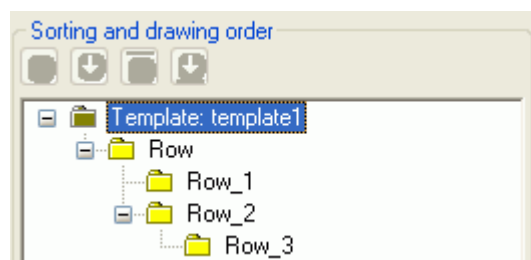 Sorting and drawing order
Template: template1
Row
Row_1
Row_2
Row_3